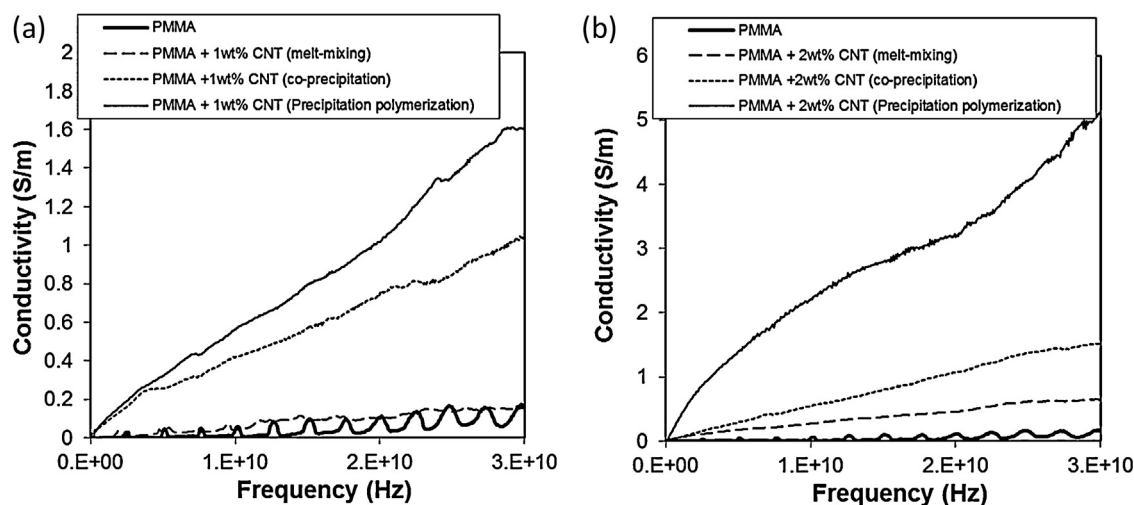 (a)
PMMA
PMMA + 1wt% CNT (melt-mixing)
PMMA +1wt% CNT (co-precipitation)
PMMA + 1wt% CNT (Precipitation polymerization)
2
1.8
1.6
1.4
1.2
1
0.8
0.6
0.4
0.2
0
Conductivity (S/m)
0.E+00
1.E+10
2.E+10
3.E+10
Frequency (Hz)
(b)
PMMA
PMMA + 2wt% CNT (melt-mixing)
PMMA +2wt% CNT (co-precipitation)
PMMA + 2wt% CNT (Precipitation polymerization)
6
5
4
3
2
1
0
Conductivity (S/m)
0.E+00
1.E+10
2.E+10
3.E+10
Frequency (Hz)